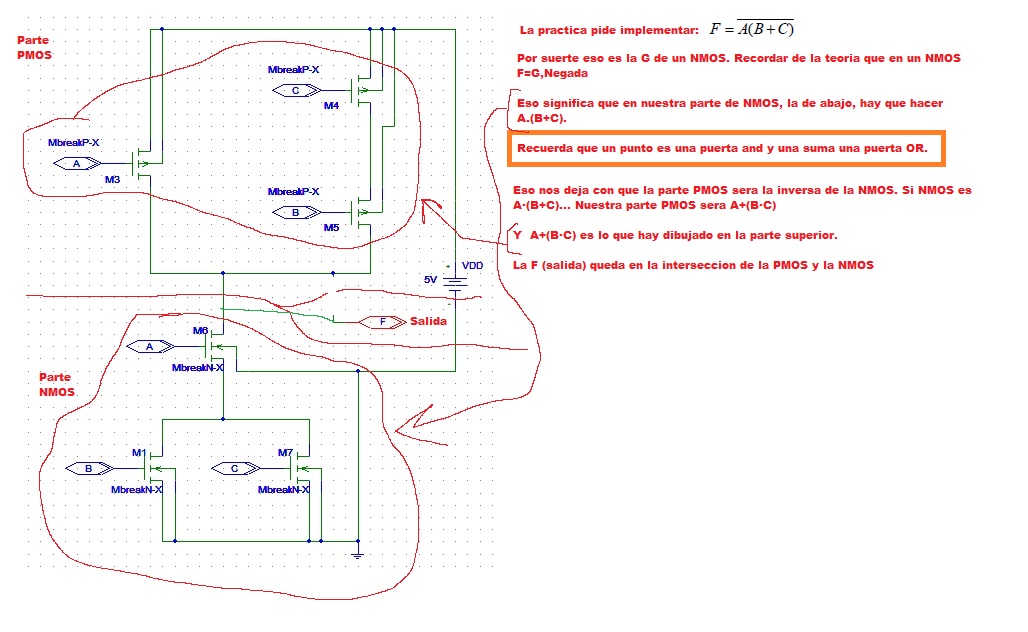 La practica pide implementar: F = \overline{A(B+C)}
Por suerte eso es la G de un NMOS. Recordar de la teoria que en un NMOS
F=G,Negada
Eso significa que en nuestra parte de NMOS, la de abajo, hay que hacer
A.(B+C).
Recuerda que un punto es una puerta and y una suma una puerta OR.
Eso nos deja con que la parte PMOS sera la inversa de la NMOS. Si NMOS es
A·(B+C)... Nuestra parte PMOS sera A+(B·C)
Y A+(B·C) es lo que hay dibujado en la parte superior.
La F (salida) queda en la interseccion de la PMOS y la NMOS
Parte
PMOS
MbreakP-X
C
M4
MbreakP-X
A
M3
MbreakP-X
B
M5
+
VDD
5V
-
F
Salida
M6
A
MbreakN-X
Parte
NMOS
M1
B
MbreakN-X
M7
C
MbreakN-X